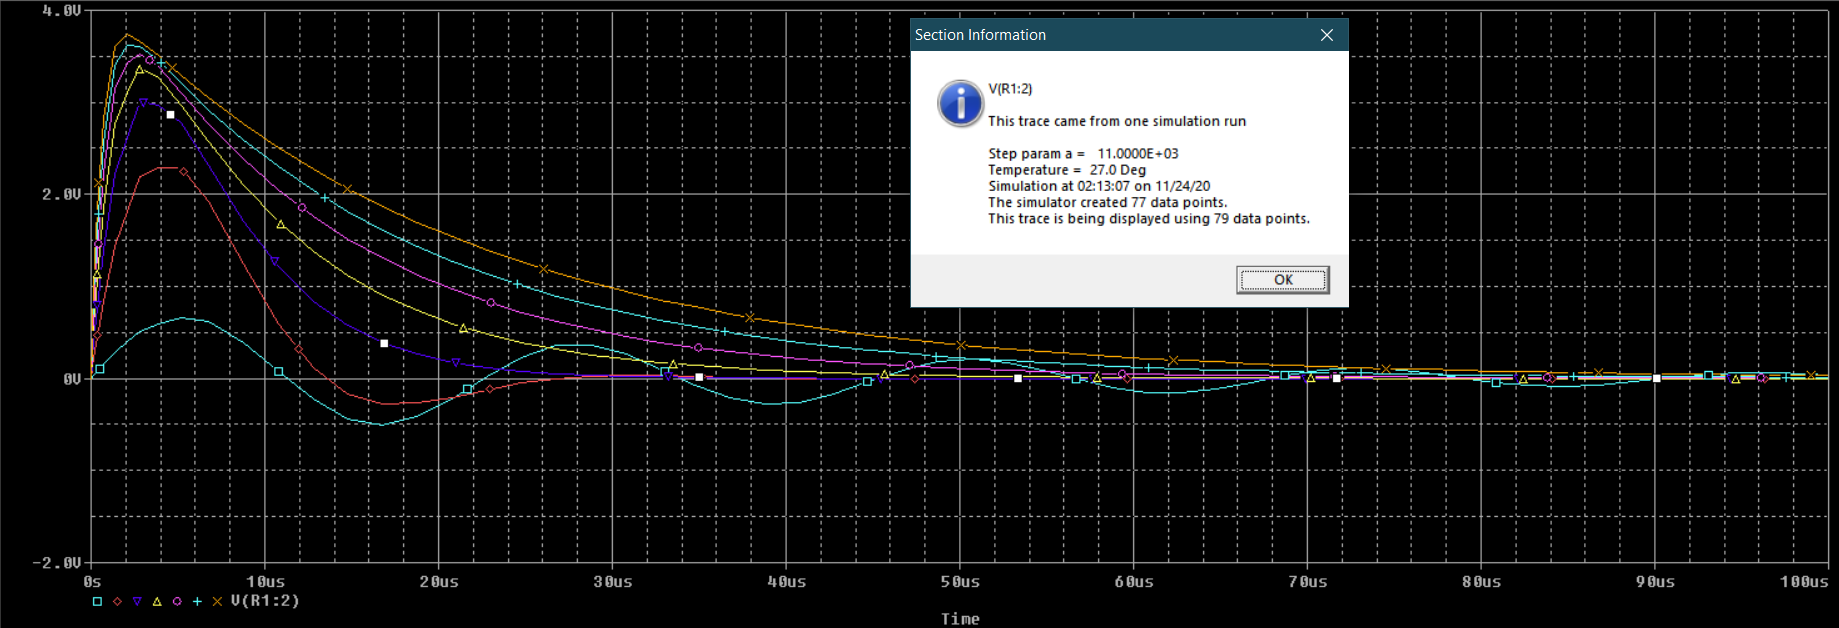 4.0V
Section Information
V(R1:2)
This trace came from one simulation run
Step param a = 11.0000E+03
Temperature = 27.0 Deg
Simulation at 02:13:07 on 11/24/20
The simulator created 77 data points.
This trace is being displayed using 79 data points.
OK
2.0V
0V
-2.0V
0s 10us 20us 30us 40us 50us 60us 70us 80us 90us 100us
V(R1:2)
Time